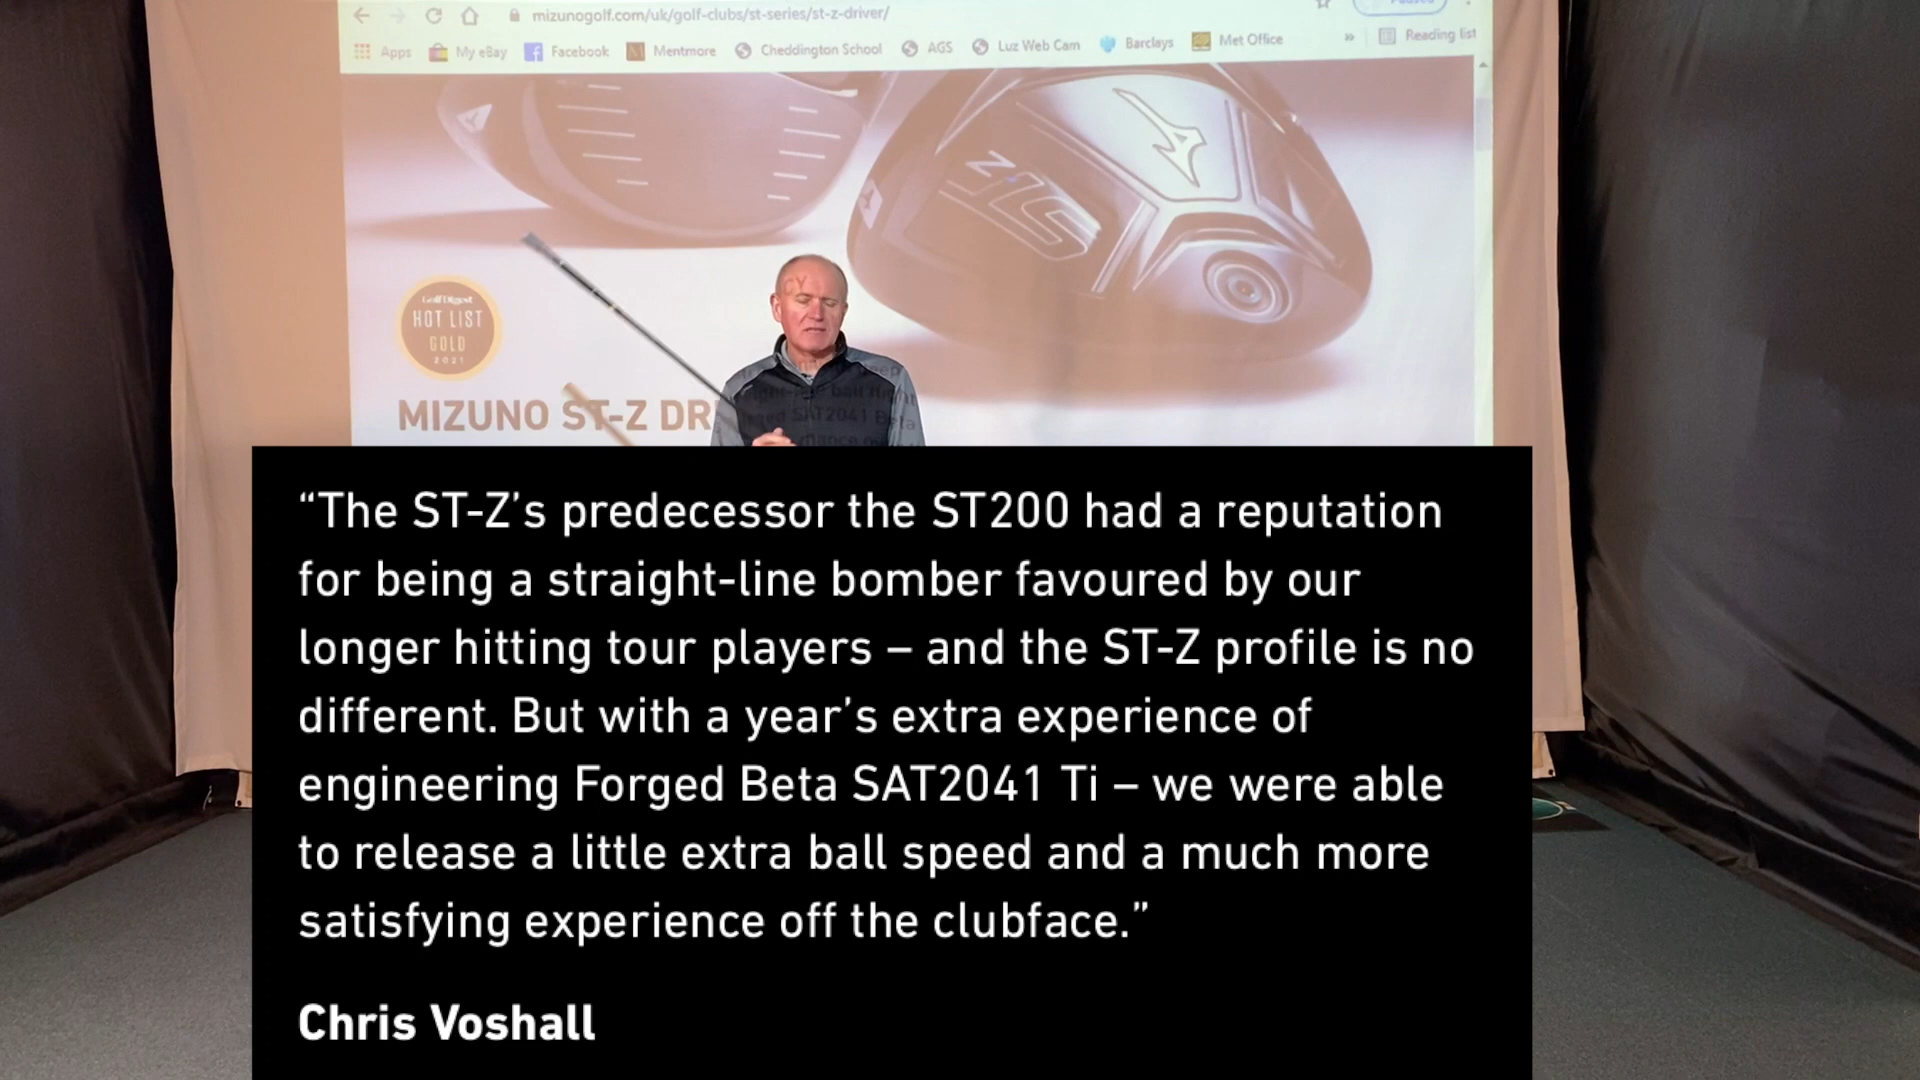 mizunogolf.com/uk/golf-clubs/st-series/st-z-driver/
Apps My eBay Facebook Mentmore Cheddington School AGS Luz Web Cam Barclays Met Office » Reading list
ST-Z
GolfDigest
HOT LIST
GOLD
2021
MIZUNO ST-Z DR
“The ST-Z’s predecessor the ST200 had a reputation
for being a straight-line bomber favoured by our
longer hitting tour players – and the ST-Z profile is no
different. But with a year’s extra experience of
engineering Forged Beta SAT2041 Ti – we were able
to release a little extra ball speed and a much more
satisfying experience off the clubface.”
Chris Voshall